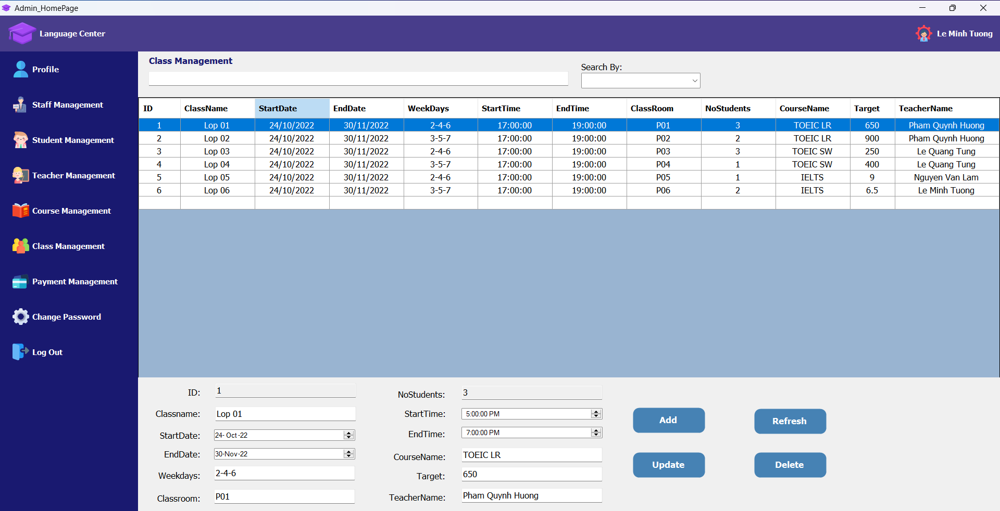 Admin_HomePage
Language Center
Le Minh Tuong
Profile
Staff Management
Student Management
Teacher Management
Course Management
Class Management
Payment Management
Change Password
Log Out
Class Management
Search By:
ID ClassName StartDate EndDate WeekDays StartTime EndTime ClassRoom NoStudents CourseName Target TeacherName
1 Lop 01 24/10/2022 30/11/2022 2-4-6 17:00:00 19:00:00 P01 3 TOEIC LR 650 Pham Quynh Huong
2 Lop 02 24/10/2022 30/11/2022 3-5-7 17:00:00 19:00:00 P02 2 TOEIC LR 900 Pham Quynh Huong
3 Lop 03 24/10/2022 30/11/2022 2-4-6 17:00:00 19:00:00 P03 3 TOEIC SW 250 Le Quang Tung
4 Lop 04 24/10/2022 30/11/2022 3-5-7 17:00:00 19:00:00 P04 1 TOEIC SW 400 Le Quang Tung
5 Lop 05 24/10/2022 30/11/2022 2-4-6 17:00:00 19:00:00 P05 1 IELTS 9 Nguyen Van Lam
6 Lop 06 24/10/2022 30/11/2022 3-5-7 17:00:00 19:00:00 P06 2 IELTS 6.5 Le Minh Tuong
ID: 1
Classname: Lop 01
StartDate: 24- Oct -22
EndDate: 30-Nov-22
Weekdays: 2-4-6
Classroom: P01
NoStudents: 3
StartTime: 5:00:00 PM
EndTime: 7:00:00 PM
CourseName: TOEIC LR
Target: 650
TeacherName: Pham Quynh Huong
Add
Refresh
Update
Delete